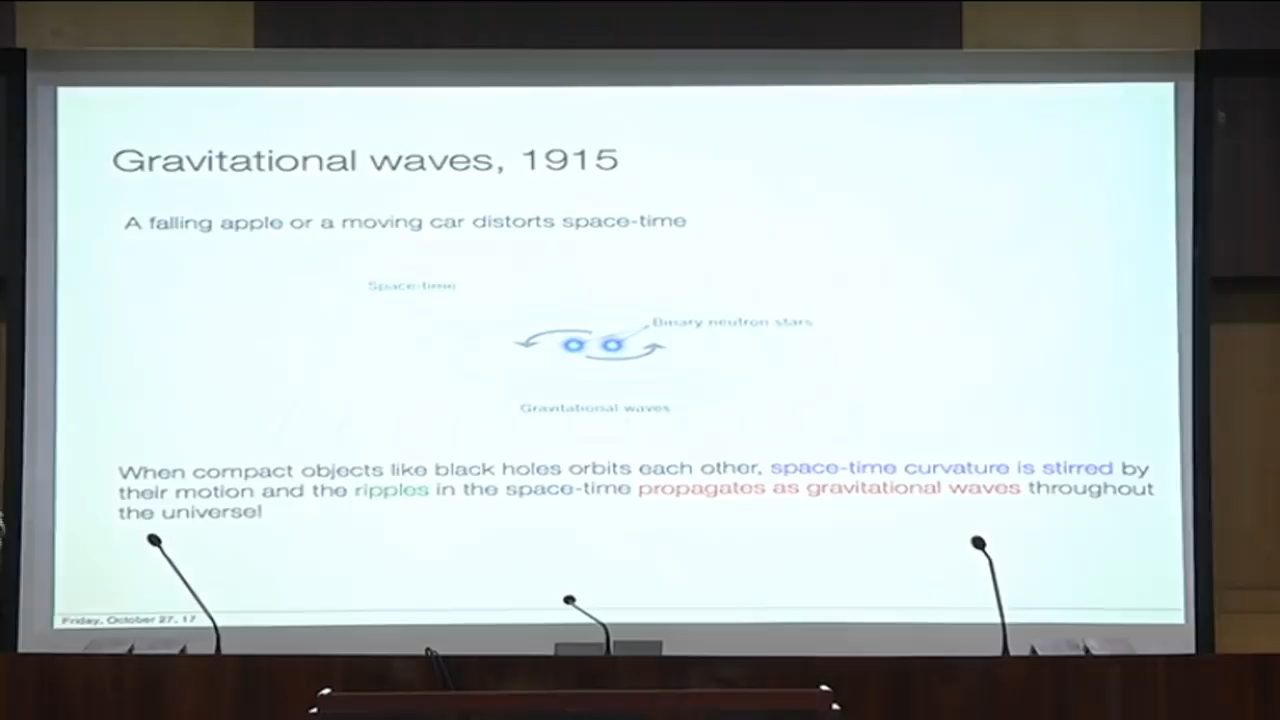 Gravitational waves, 1915
A falling apple or a moving car distorts space-time
Space-time
Binary neutron stars
Gravitational waves
When compact objects like black holes orbits each other, space-time curvature is stirred by
their motion and the ripples in the space-time propagates as gravitational waves throughout
the universe!
Friday, October 27, 17